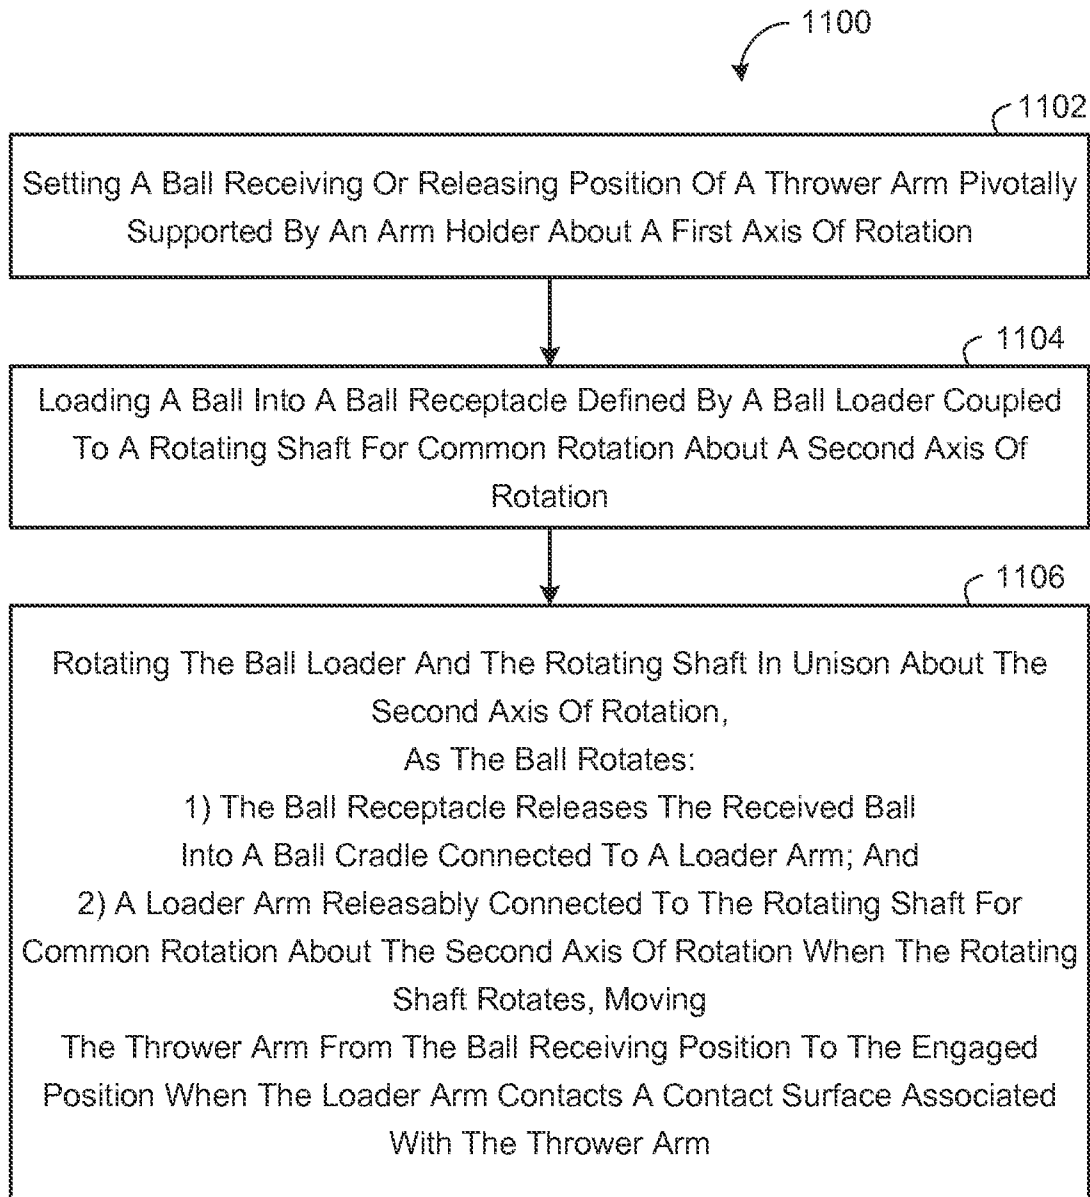 1100
1102
Setting A Ball Receiving Or Releasing Position Of A Thrower Arm Pivotally
Supported By An Arm Holder About A First Axis Of Rotation
1104
Loading A Ball Into A Ball Receptacle Defined By A Ball Loader Coupled
To A Rotating Shaft For Common Rotation About A Second Axis Of
Rotation
1106
Rotating The Ball Loader And The Rotating Shaft In Unison About The
Second Axis Of Rotation,
As The Ball Rotates:
1) The Ball Receptacle Releases The Received Ball
Into A Ball Cradle Connected To A Loader Arm; And
2) A Loader Arm Releasably Connected To The Rotating Shaft For
Common Rotation About The Second Axis Of Rotation When The Rotating
Shaft Rotates, Moving
The Thrower Arm From The Ball Receiving Position To The Engaged
Position When The Loader Arm Contacts A Contact Surface Associated
With The Thrower Arm